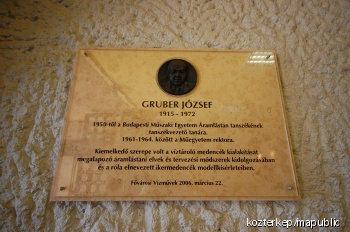 GRUBER JÓZSEF
1915 - 1972
1950-től a Budapesti Műszaki Egyetem Áramlástan tanszékének
tanszékvezető tanára.
1961-1964. között a Műegyetem rektora.
Kiemelkedő szerepe volt a víztároló medencék kialakítását
megalapozó áramlástani elvek és tervezési módszerek kidolgozásában
és a róla elnevezett ikermedencék modellkísérleteiben.
Fővárosi Vízművek 2006. március 22.
kozterkep/mapublic